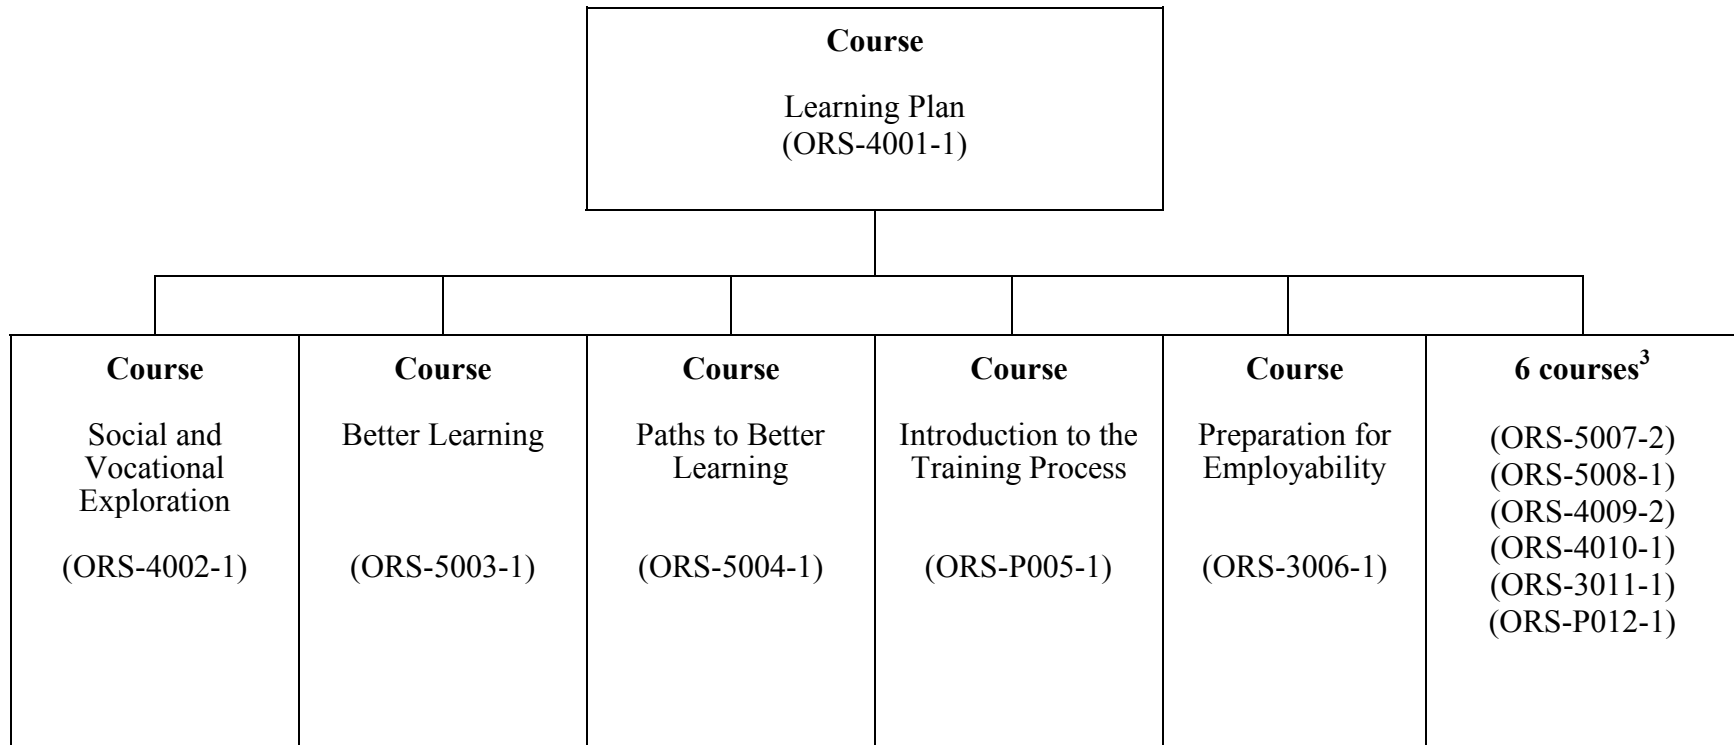 Course
Learning Plan
(ORS-4001-1)
Course
Social and
Vocational
Exploration
(ORS-4002-1)
Course
Better Learning
(ORS-5003-1)
Course
Paths to Better
Learning
(ORS-5004-1)
Course
Introduction to the
Training Process
(ORS-P005-1)
Course
Preparation for
Employability
(ORS-3006-1)
6 courses³
(ORS-5007-2)
(ORS-5008-1)
(ORS-4009-2)
(ORS-4010-1)
(ORS-3011-1)
(ORS-P012-1)